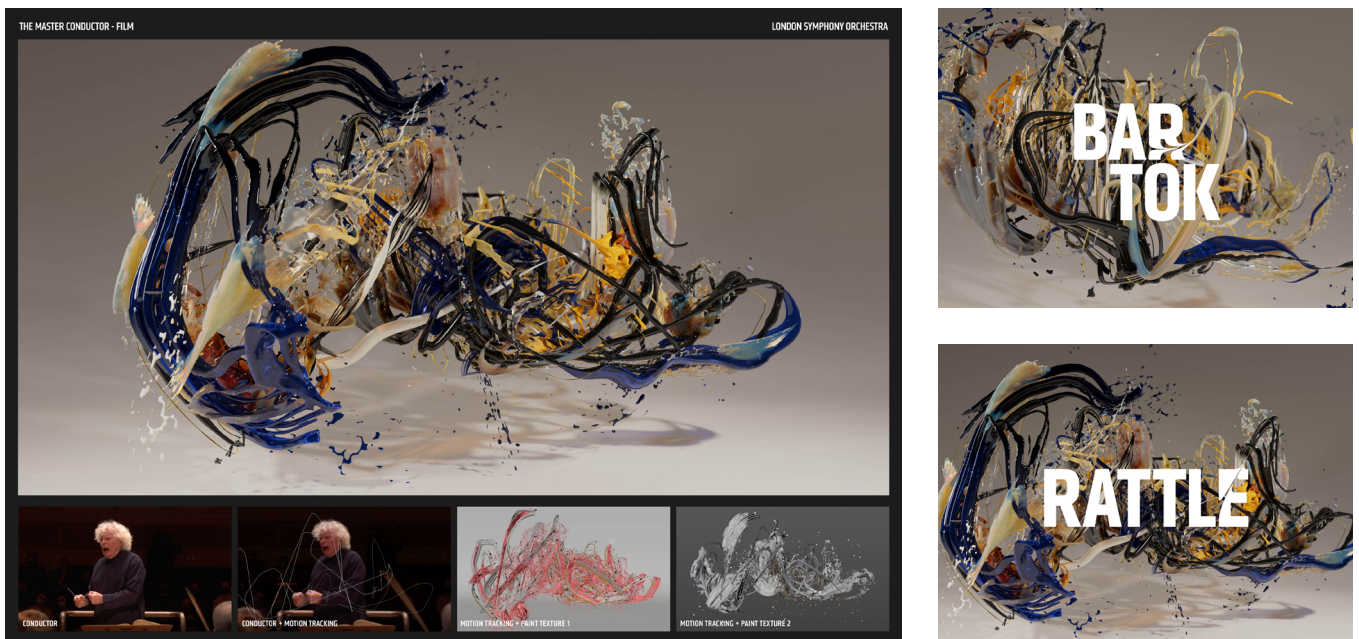 THE MASTER CONDUCTOR - FILM
LONDON SYMPHONY ORCHESTRA
CONDUCTOR
CONDUCTOR + MOTION TRACKING
MOTION TRACKING + PAINT TEXTURE 1
MOTION TRACKING + PAINT TEXTURE 2
BAR
TOK
RATTLE